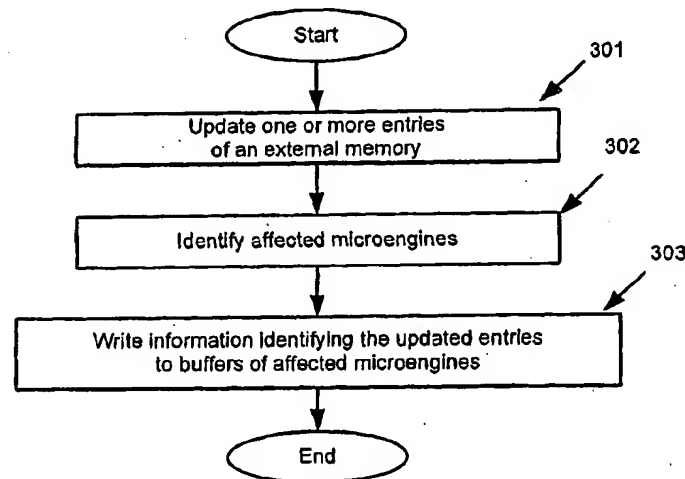 Start
301
Update one or more entries
of an external memory
302
Identify affected microengines
303
Write information identifying the updated entries
to buffers of affected microengines
End